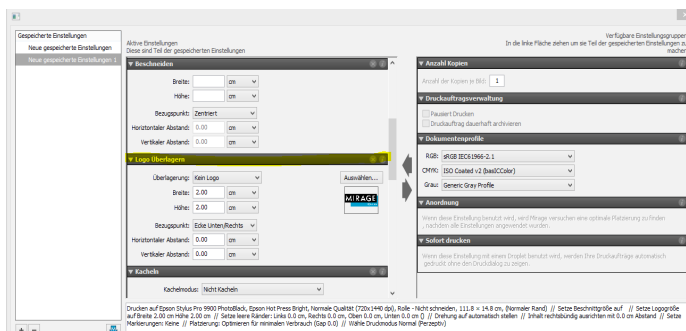 Gespeicherte Einstellungen
Neue gespeicherte Einstellungen
Neue gespeicherte Einstellungen 1
Aktive Einstellungen
Diese sind Teil der gespeicherten Einstellungen
Verfügbare Einstellungsgruppen
In die linke Fläche ziehen um sie Teil der gespeicherten Einstellungen zu
machen
Beschneiden
Breite: cm
Höhe: cm
Bezugspunkt: Zentriert
Horizontaler Abstand: 0.00 cm
Vertikaler Abstand: 0.00 cm
Logo Überlagern
Überlagerung: Kein Logo Auswählen...
Breite: 2.00 cm
MIRAGE
Höhe: 2.00 cm
Bezugspunkt: Ecke Unten/Rechts
Horizontaler Abstand: 0.00 cm
Vertikaler Abstand: 0.00 cm
Kacheln
Kachelmodus: Nicht Kacheln
Anzahl Kopien
Anzahl der Kopien je Bild: 1
Druckauftragsverwaltung
Pausiert Drucken
Druckauftrag dauerhaft archivieren
Dokumentenprofile
RGB: sRGB IEC61966-2.1
CMYK: ISO Coated v2 (basICColor)
Grau: Generic Gray Profile
Anordnung
Wenn diese Einstellung benutzt wird, werd Mirage versuchen eine optimale Platzierung zu finden
, nachdem alle Einstellungen angewendet wurden.
Sofort drucken
Wenn diese Einstellung mit einem Droplet benutzt wird, werden Ihre Druckaufträge automatisch
gedruckt ohne den Druckdialog zu zeigen.
Drucken auf Epson Stylus Pro 9900 PhotoBlack, Epson Hot Press Bright, Normale Qualität (720x1440 dpi), Rolle - Nicht schneiden, 111.8 × 14.8 cm, (Normaler Rand) // Setze Beschnittgröße auf // Setze Logogröße
auf Breite 2.00 cm Höhe 2.00 cm // Setze leere Ränder: Links 0.0 cm, Rechts 0.0 cm, Oben 0.0 cm, Unten 0.0 cm () // Drehung auf automatisch stellen // Inhalt rechtsbündig ausrichten mit 0.0 cm Abstand // Setze
Markierungen: Keine // Platzierung: Optimieren für minimalen Verbrauch (Gap 0.0) // Wähle Druckmodus Normal (Perzeptiv)